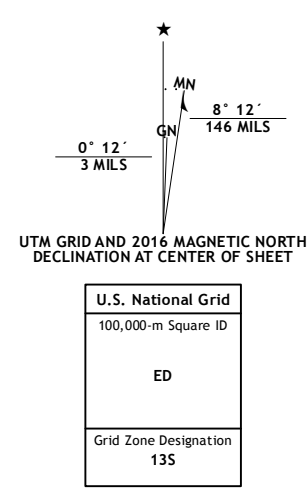 ★
MN
8° 12´
146 MILS
GN
0° 12´
3 MILS
UTM GRID AND 2016 MAGNETIC NORTH
DECLINATION AT CENTER OF SHEET
U.S. National Grid
100,000-m Square ID
ED
Grid Zone Designation
13S